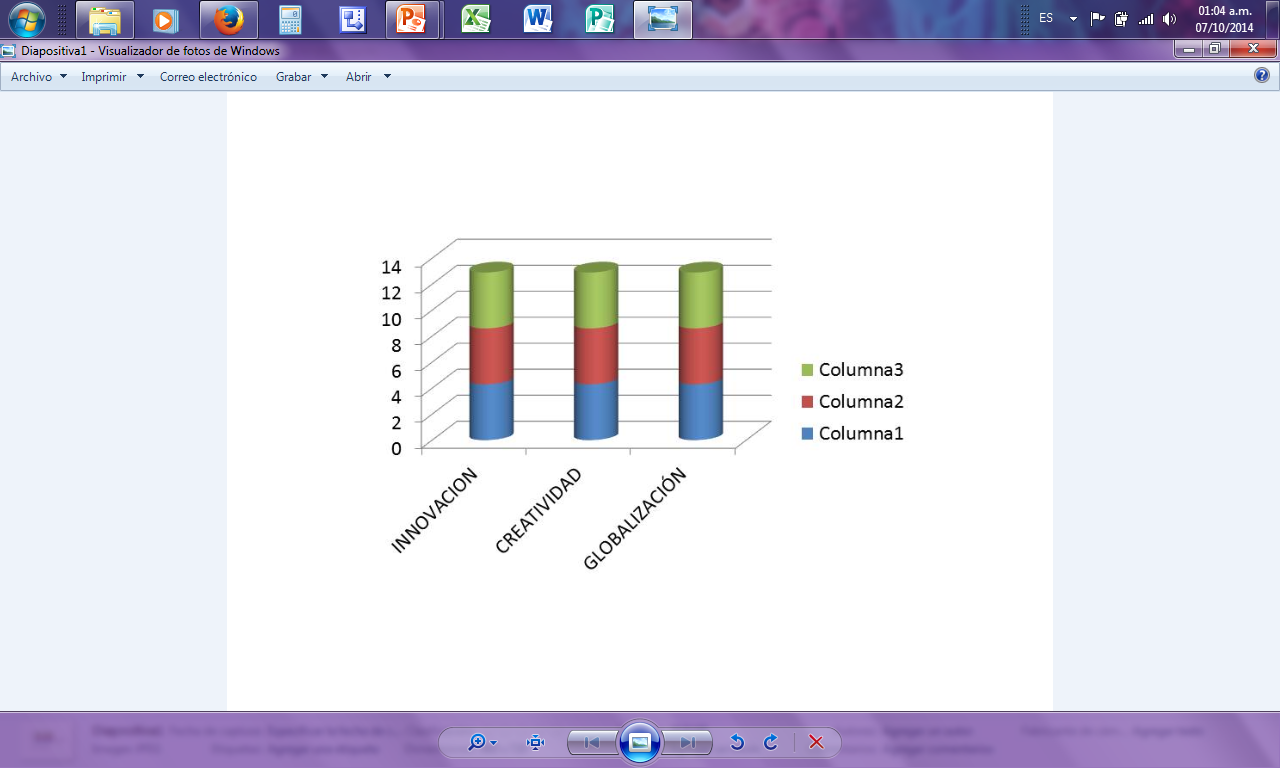 ES
01:04 a.m.
07/10/2014
Diapositiva1 - Visualizador de fotos de Windows
Archivo Imprimir Correo electrónico Grabar Abrir
14
12
10
8
6
4
2
0
INNOVACION
CREATIVIDAD
GLOBALIZACIÓN
Columna3
Columna2
Columna1